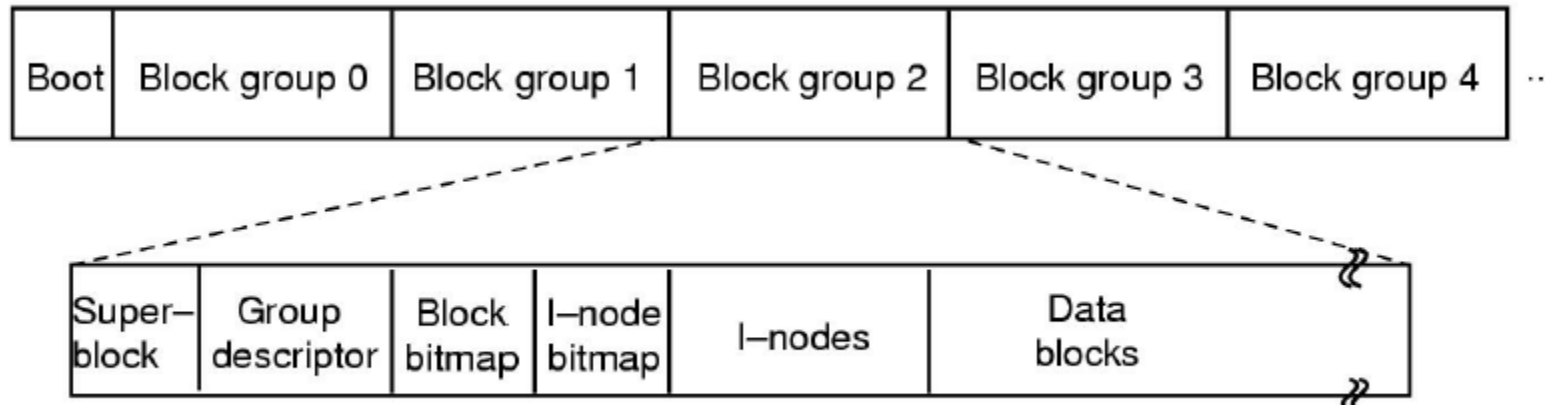 Boot Block group 0 Block group 1 Block group 2 Block group 3 Block group 4 ..
Super– Group Block I–node I–nodes Data
block descriptor bitmap bitmap blocks